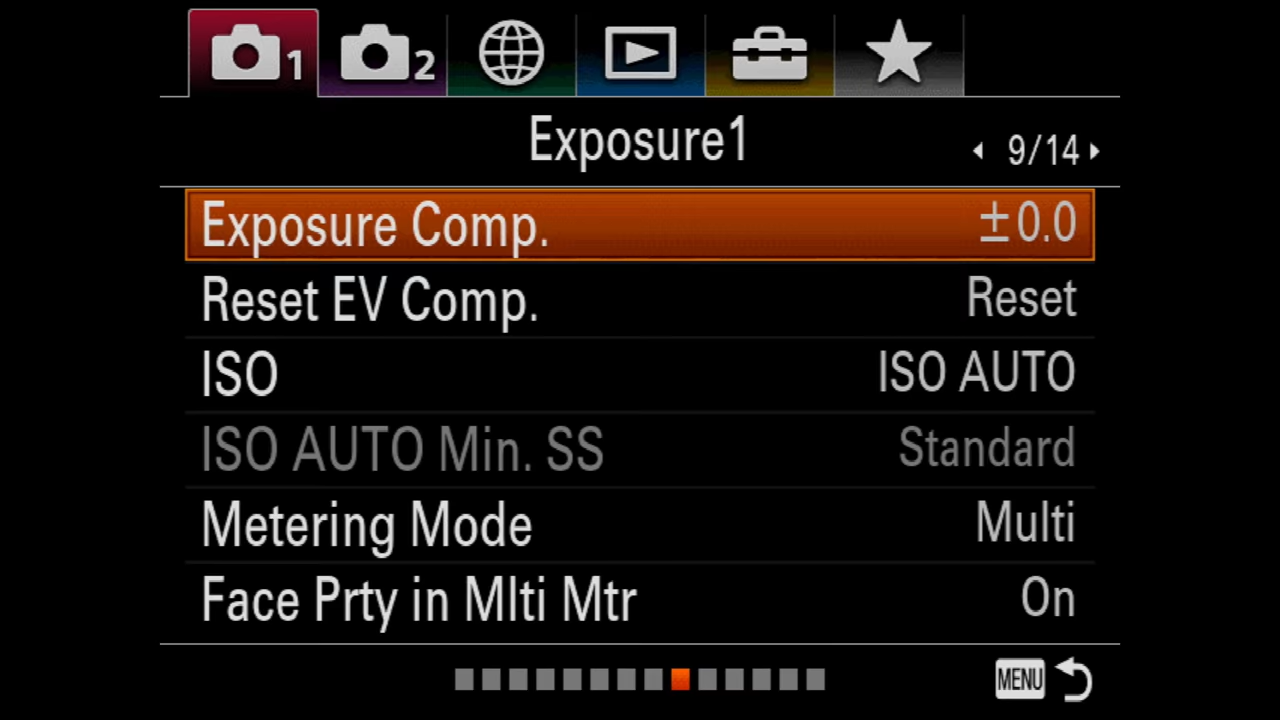 1 2
Exposure1
9/14
Exposure Comp. ±0.0
Reset EV Comp. Reset
ISO ISO AUTO
ISO AUTO Min. SS Standard
Metering Mode Multi
Face Prty in Mlti Mtr On
MENU